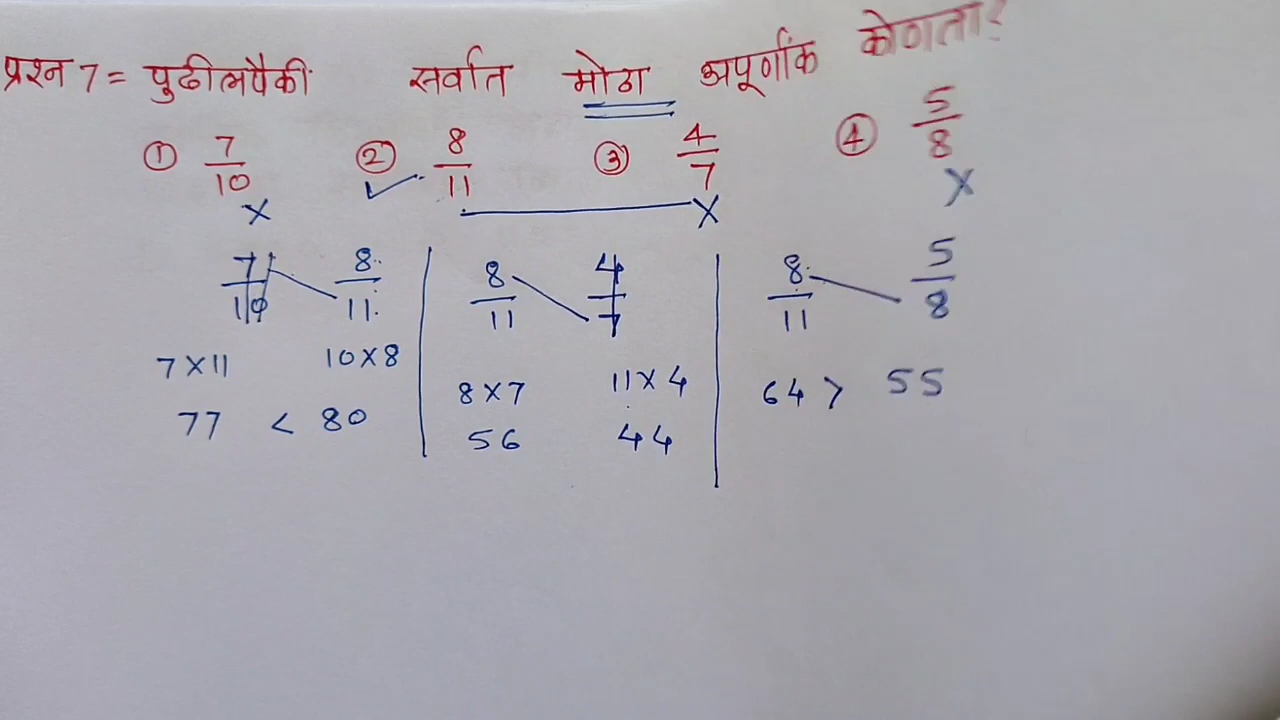 प्रश्न 7 = पुढीलपैकी सर्वात मोठा अपूर्णांक कोणता?
① 7/10 ② 8/11 ③ 4/7 ④ 5/8
7/10 8/11 8/11 4/7 8/11 5/8
7 X 11 10 X 8 8 X 7 11 X 4 64 > 55
77 < 80 56 44